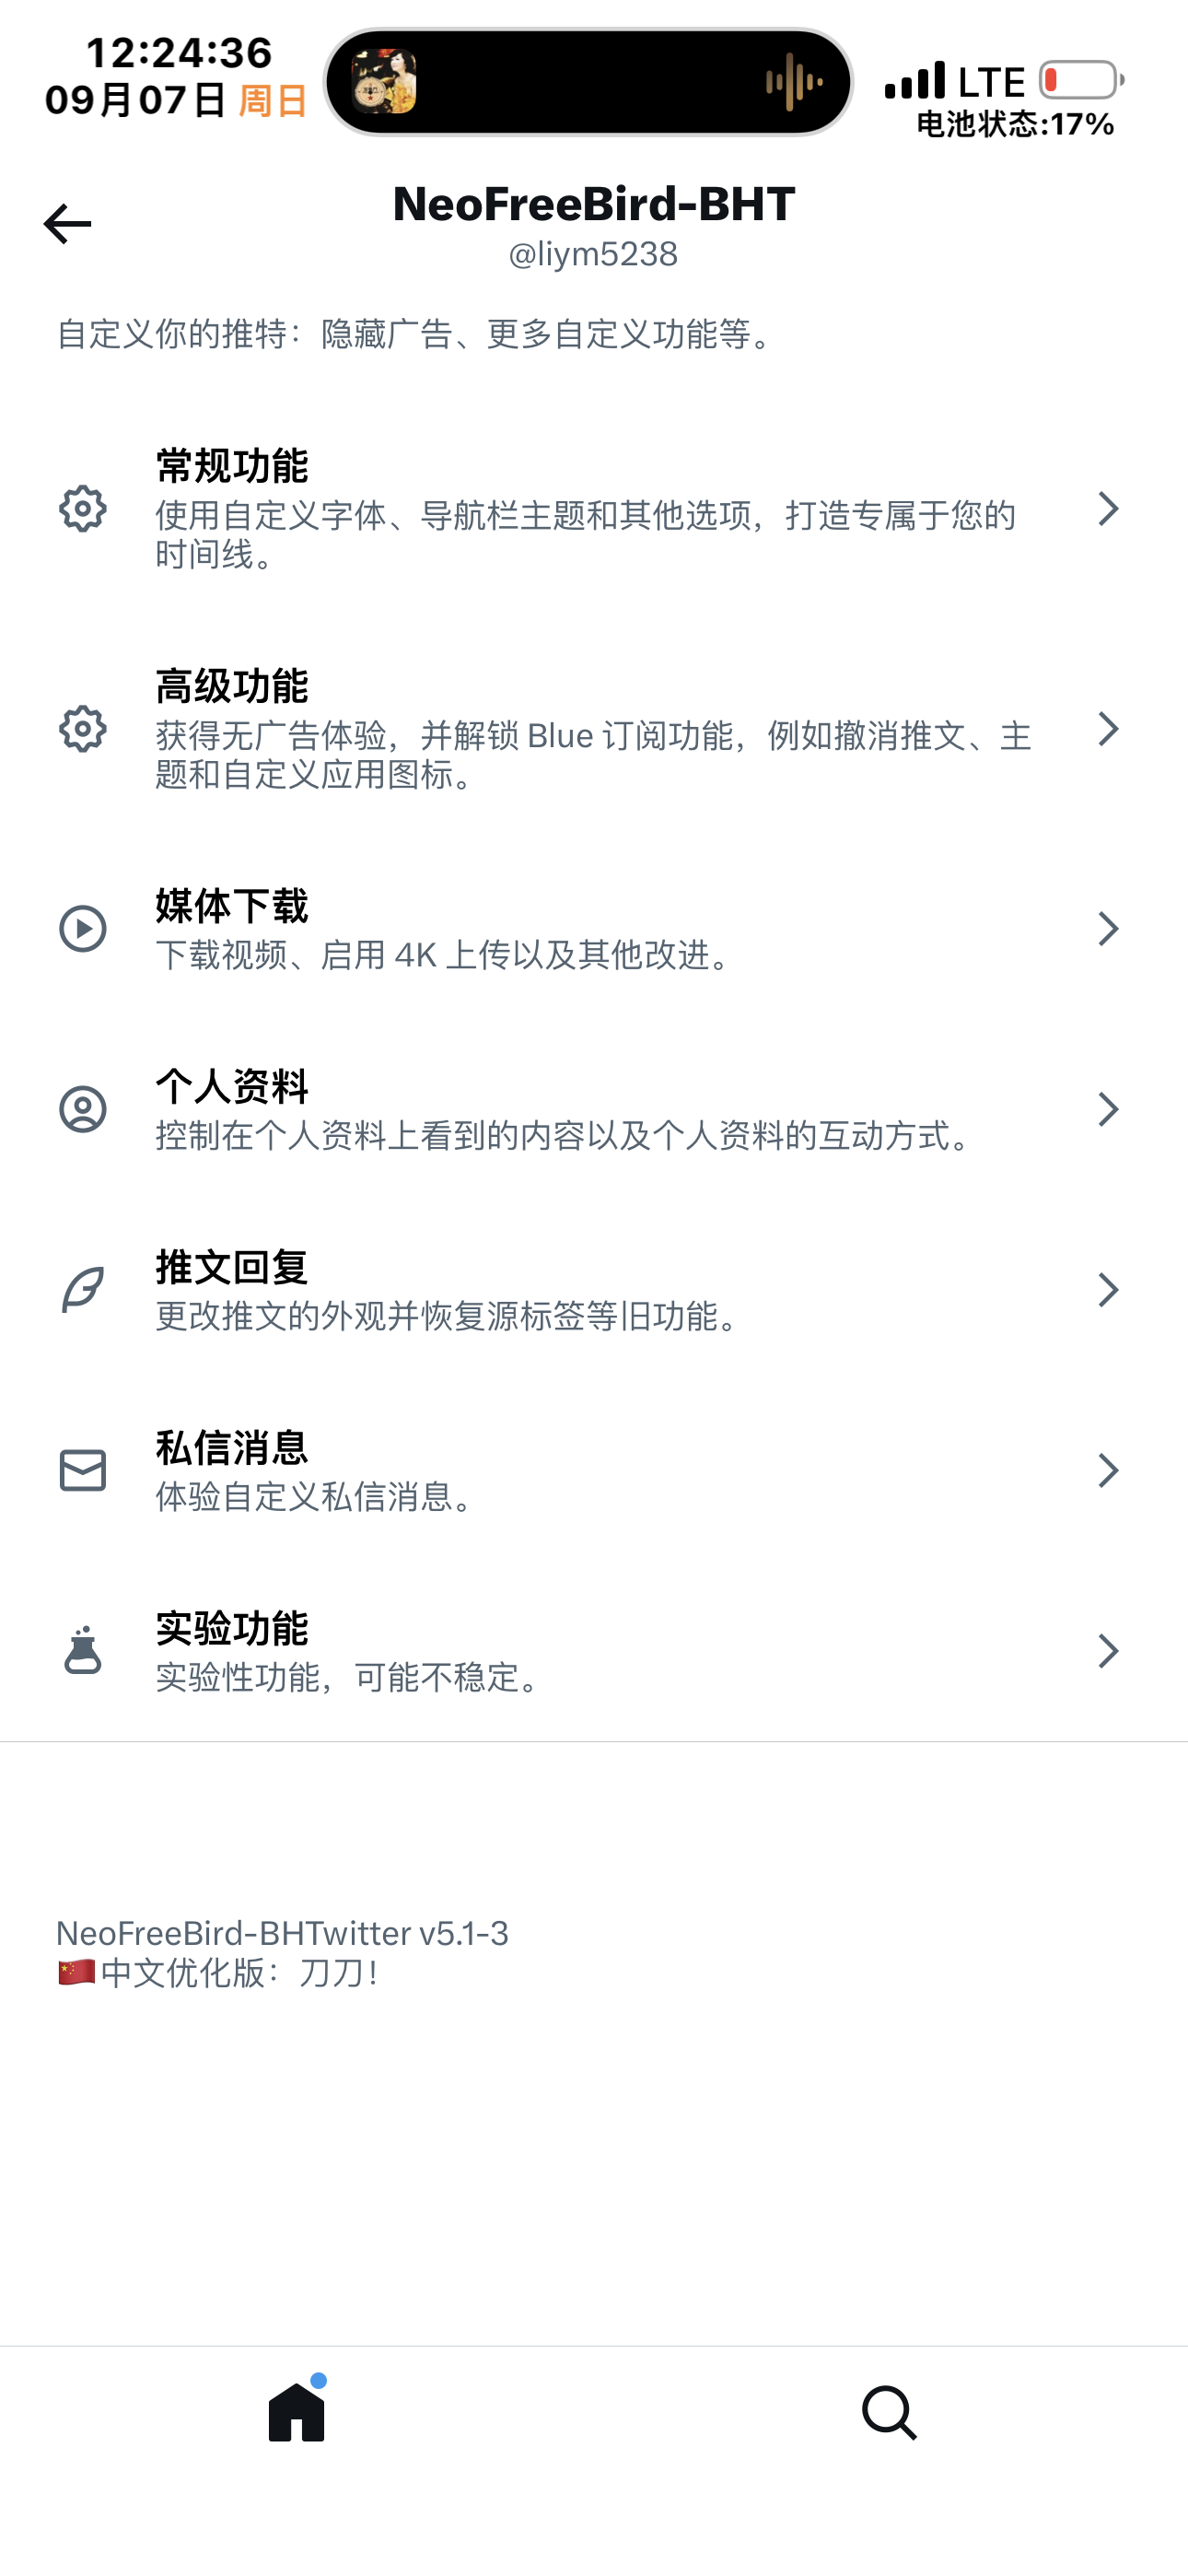 12:24:36
09月07日 周日
LTE
电池状态:17%
NeoFreeBird-BHT
@liym5238
自定义你的推特：隐藏广告、更多自定义功能等。
常规功能
使用自定义字体、导航栏主题和其他选项，打造专属于您的
时间线。
高级功能
获得无广告体验，并解锁 Blue 订阅功能，例如撤消推文、主
题和自定义应用图标。
媒体下载
下载视频、启用 4K 上传以及其他改进。
个人资料
控制在个人资料上看到的内容以及个人资料的互动方式。
推文回复
更改推文的外观并恢复源标签等旧功能。
私信消息
体验自定义私信消息。
实验功能
实验性功能，可能不稳定。
NeoFreeBird-BHTwitter v5.1-3
🇨🇳中文优化版：刀刀！